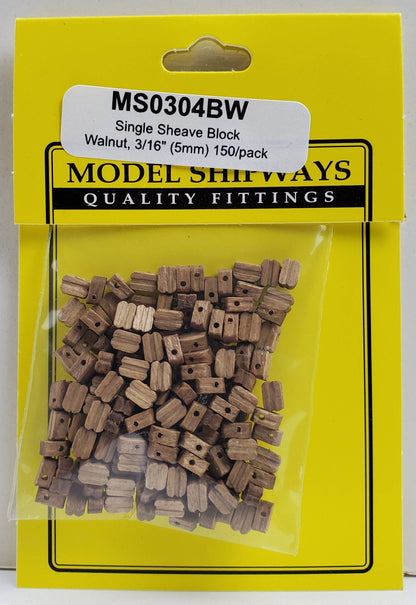 MS0304BW
Single Sheave Block
Walnut, 3/16" (5mm) 150/pack
MODEL SHIPWAYS
QUALITY FITTINGS